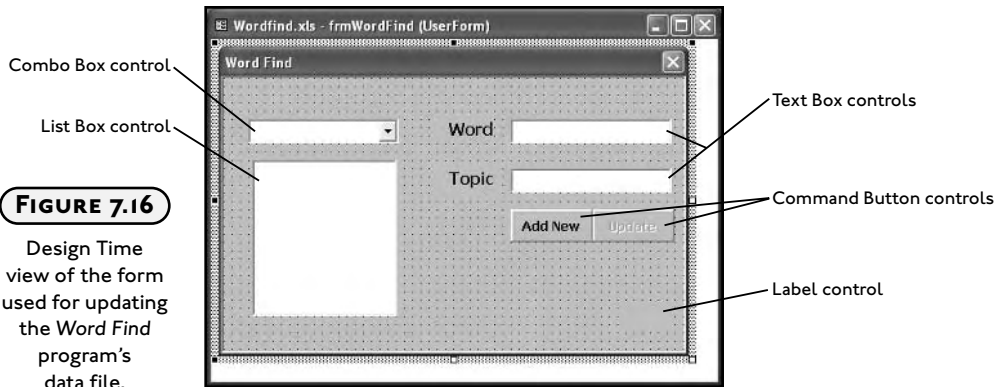 Wordfind.xls - frmWordFind (UserForm)
Word Find
Combo Box control
List Box control
Word
Topic
Add New
Update
Text Box controls
Command Button controls
Label control
FIGURE 7.16
Design Time
view of the form
used for updating
the Word Find
program's
data file.